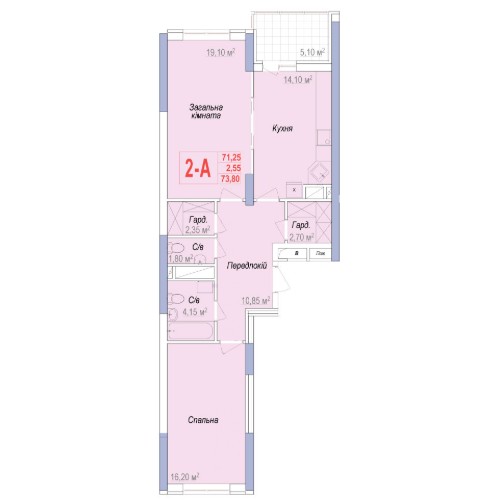 19,10 м²
5,10 м²
14,10 м²
Загальна
кімната
Кухня
2-А
71,25
2,55
73,80
х
Гард.
2,35 м²
Гард.
2,70 м²
С/в
1,80 м²
Передпокій
В
Пож
С/в
4,15 м²
10,85 м²
Спальна
16,20 м²